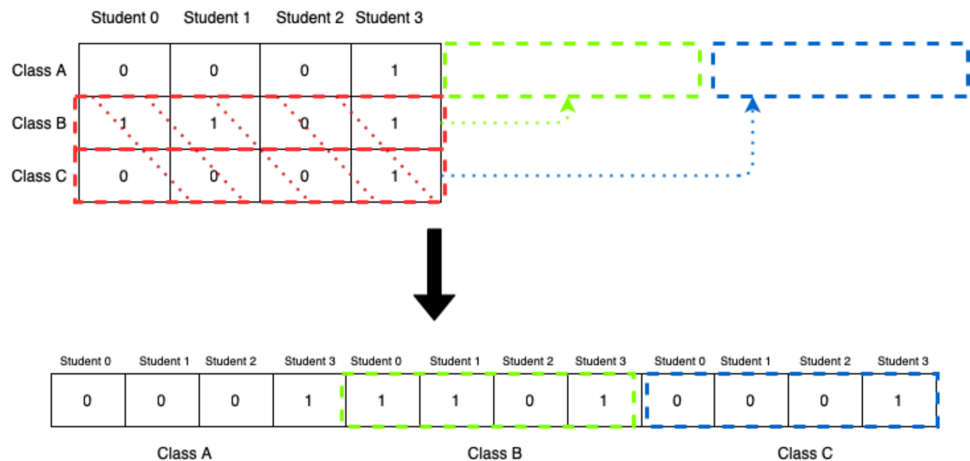 Student 0 Student 1 Student 2 Student 3
Class A 0 0 0 1
Class B 1 1 0 1
Class C 0 0 0 1
Student 0 Student 1 Student 2 Student 3 Student 0 Student 1 Student 2 Student 3 Student 0 Student 1 Student 2 Student 3
0 0 0 1 1 1 0 1 0 0 0 1
Class A Class B Class C